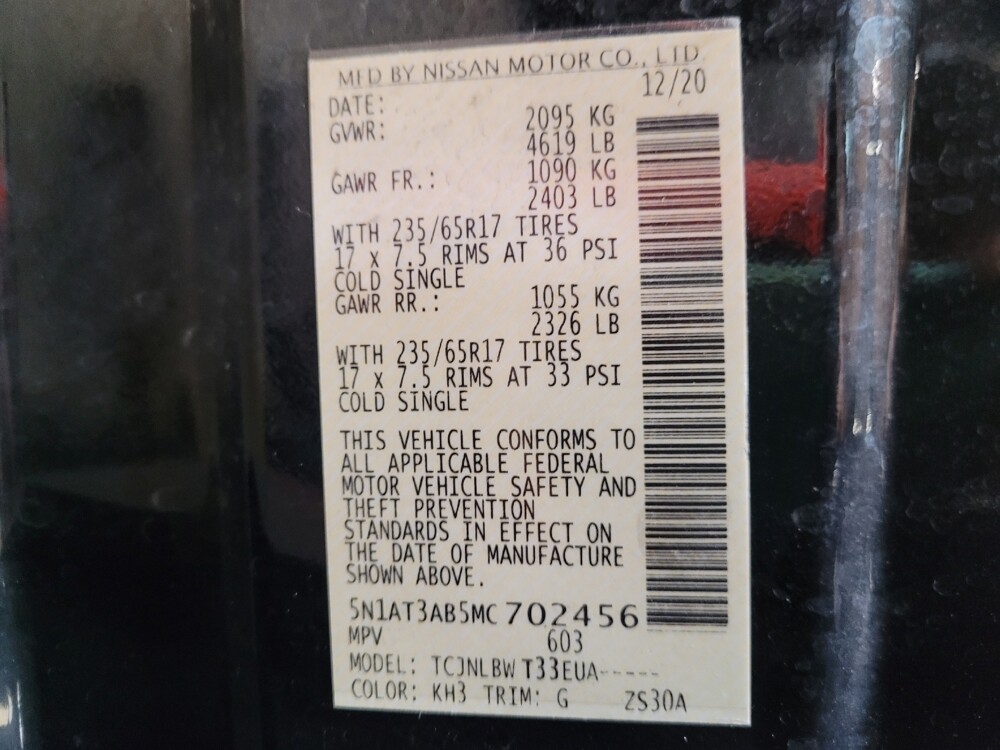 MFD BY NISSAN MOTOR CO., LTD
DATE: 12/20
GVWR: 2095 KG
4619 LB
GAWR FR.: 1090 KG
2403 LB
WITH 235/65R17 TIRES
17 x 7.5 RIMS AT 36 PSI
COLD SINGLE
GAWR RR.: 1055 KG
2326 LB
WITH 235/65R17 TIRES
17 x 7.5 RIMS AT 33 PSI
COLD SINGLE
THIS VEHICLE CONFORMS TO
ALL APPLICABLE FEDERAL
MOTOR VEHICLE SAFETY AND
THEFT PREVENTION
STANDARDS IN EFFECT ON
THE DATE OF MANUFACTURE
SHOWN ABOVE.
5N1AT3AB5MC702456
MPV 603
MODEL: TCJNLBW T33EUA-----
COLOR: KH3 TRIM: G ZS30A